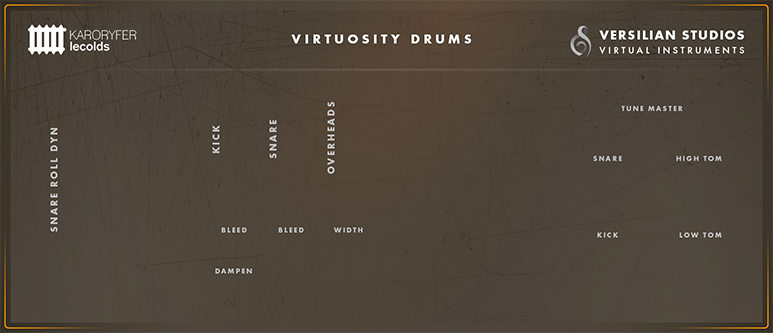 KARORYFER
lecolds
VIRTUOSITY DRUMS
VERSILIAN STUDIOS
VIRTUAL INSTRUMENTS
SNARE ROLL DYN
KICK
SNARE
OVERHEADS
BLEED
BLEED
WIDTH
DAMPEN
TUNE MASTER
SNARE
HIGH TOM
KICK
LOW TOM